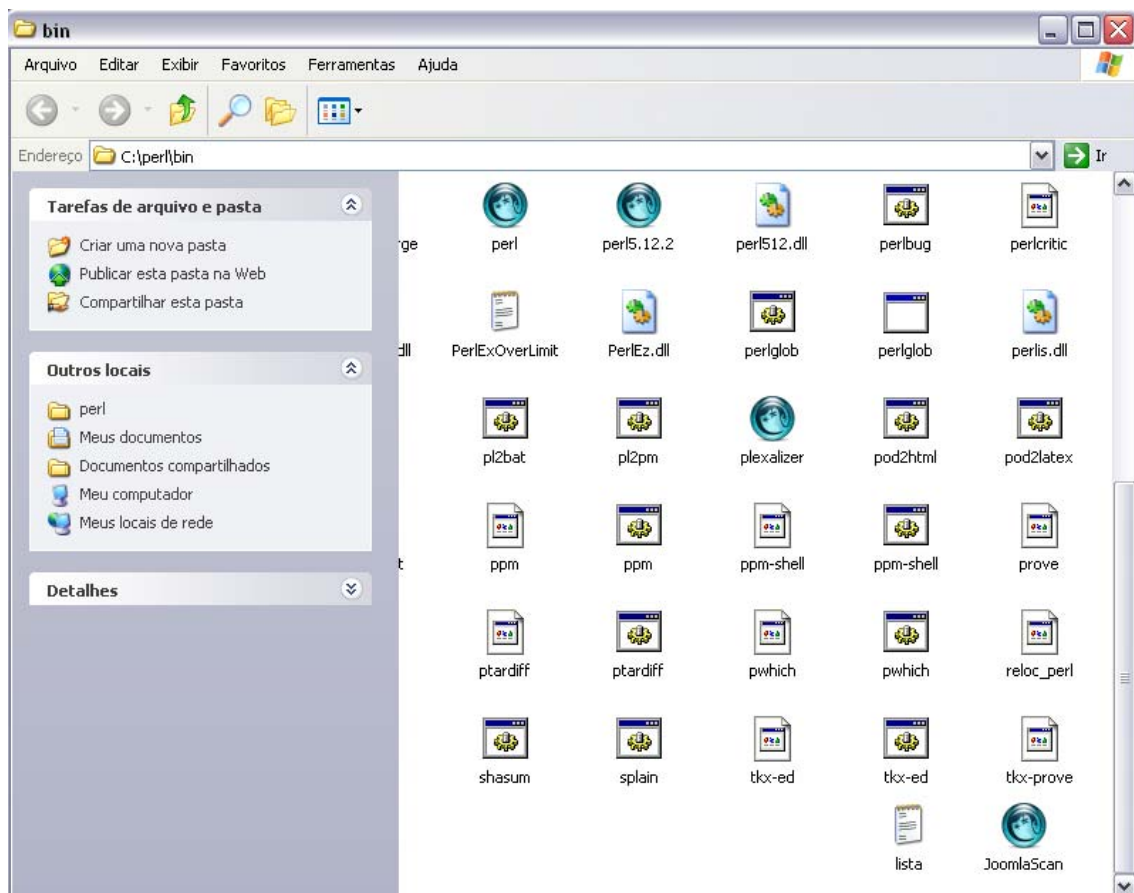 bin
Arquivo Editar Exibir Favoritos Ferramentas Ajuda
Endereço C:\perl\bin Ir
Tarefas de arquivo e pasta
Criar uma nova pasta
Publicar esta pasta na Web
Compartilhar esta pasta
Outros locais
perl
Meus documentos
Documentos compartilhados
Meu computador
Meus locais de rede
Detalhes
rge perl perl5.12.2 perl512.dll perlbug perlcritic
dll PerlExOverLimit PerlEz.dll perlglob perlglob perlis.dll
pl2bat pl2pm plexalizer pod2html pod2latex
t ppm ppm ppm-shell ppm-shell prove
ptardiff ptardiff pwhich pwhich reloc_perl
shasum splain tkx-ed tkx-ed tkx-prove
lista JoomlaScan